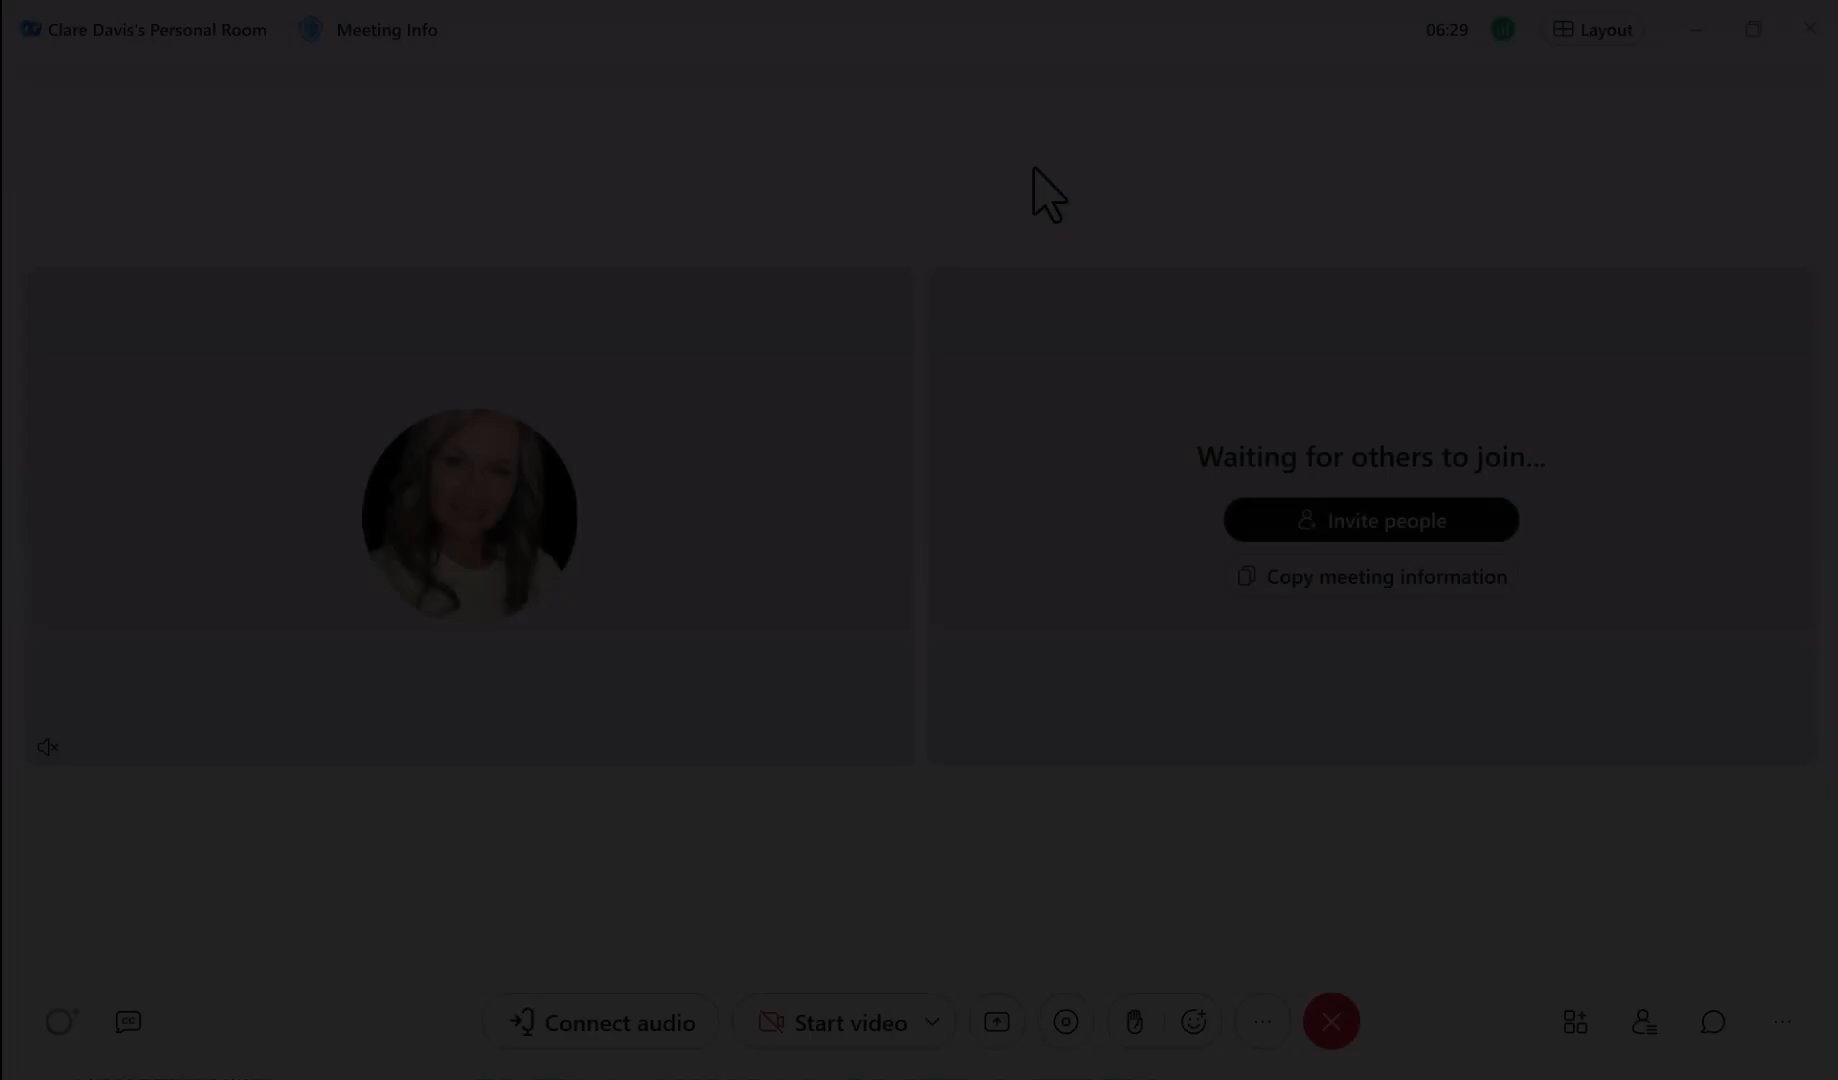 Clare Davis's Personal Room
Meeting Info
06:29
Layout
Waiting for others to join...
Invite people
Copy meeting information
CC
Connect audio
Start video